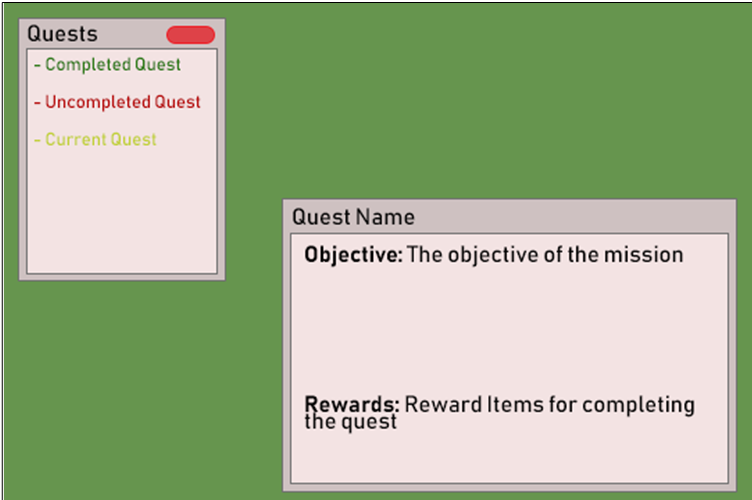 Quests
- Completed Quest
- Uncompleted Quest
- Current Quest
Quest Name
Objective: The objective of the mission
Rewards: Reward Items for completing
the quest